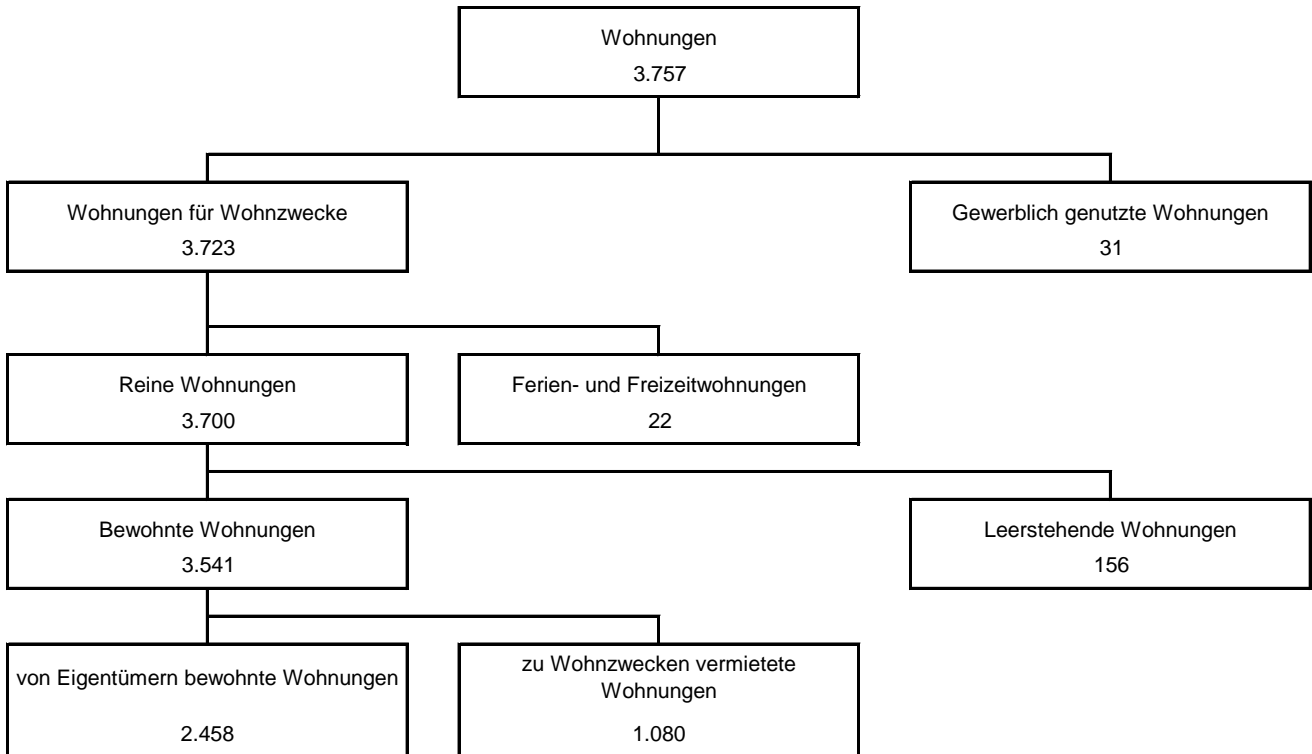 Wohnungen
3.757
Wohnungen für Wohnzwecke
3.723
Gewerblich genutzte Wohnungen
31
Reine Wohnungen
3.700
Ferien- und Freizeitwohnungen
22
Bewohnte Wohnungen
3.541
Leerstehende Wohnungen
156
von Eigentümern bewohnte Wohnungen
2.458
zu Wohnzwecken vermietete
Wohnungen
1.080